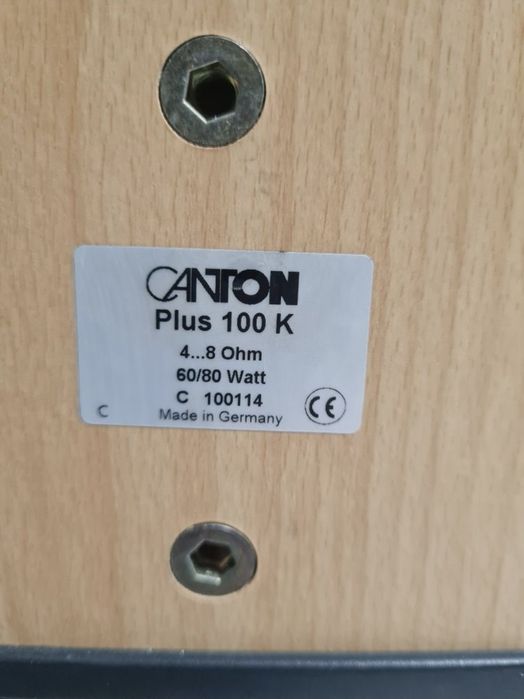 CANTON
Plus 100 K
4...8 Ohm
60/80 Watt
C 100114
Made in Germany
C
CE